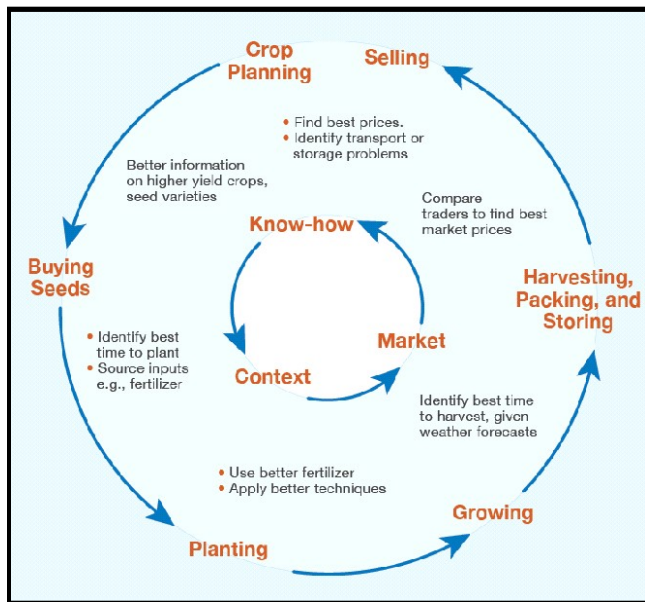 Crop
Planning
Selling
• Find best prices.
• Identify transport or
storage problems
Better information
on higher yield crops,
seed varieties
Compare
traders to find best
market prices
Know-how
Buying
Seeds
Harvesting,
Packing, and
Storing
• Identify best
time to plant
• Source inputs
e.g., fertilizer
Market
Context
Identify best time
to harvest, given
weather forecasts
• Use better fertilizer
• Apply better techniques
Growing
Planting